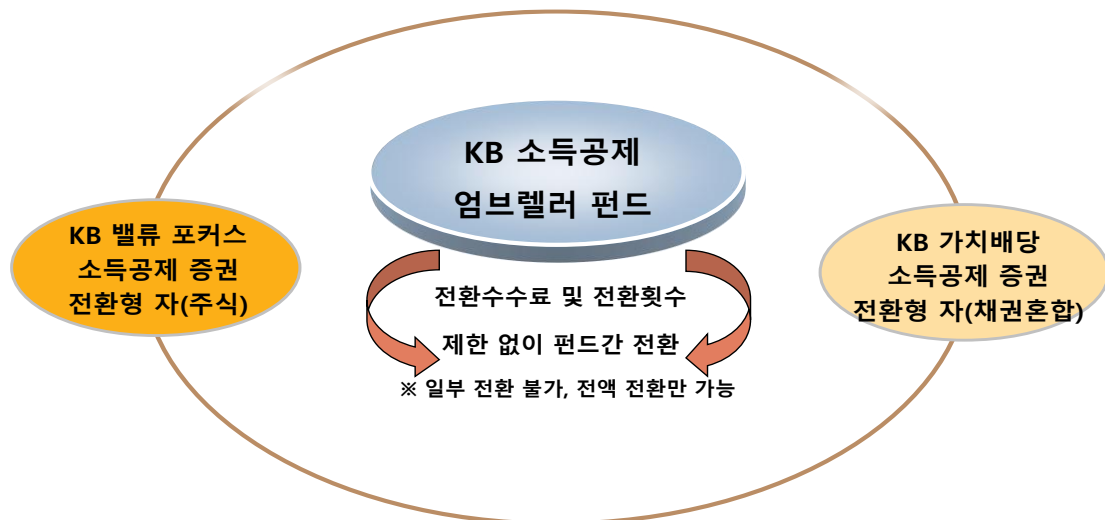 KB 소득공제
엄브렐러 펀드
KB 밸류 포커스
소득공제 증권
전환형 자(주식)
KB 가치배당
소득공제 증권
전환형 자(채권혼합)
전환수수료 및 전환횟수
제한 없이 펀드간 전환
※ 일부 전환 불가, 전액 전환만 가능